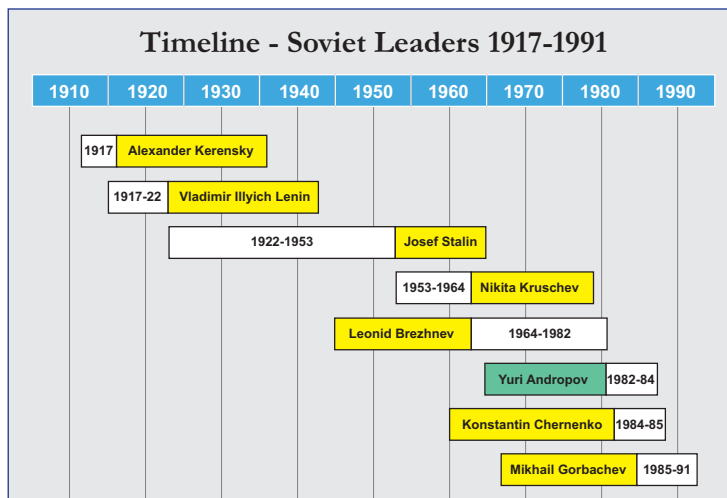 Timeline - Soviet Leaders 1917-1991
1910 1920 1930 1940 1950 1960 1970 1980 1990
1917 Alexander Kerensky
1917-22 Vladimir Illyich Lenin
1922-1953 Josef Stalin
1953-1964 Nikita Kruschev
Leonid Brezhnev 1964-1982
Yuri Andropov 1982-84
Konstantin Chernenko 1984-85
Mikhail Gorbachev 1985-91